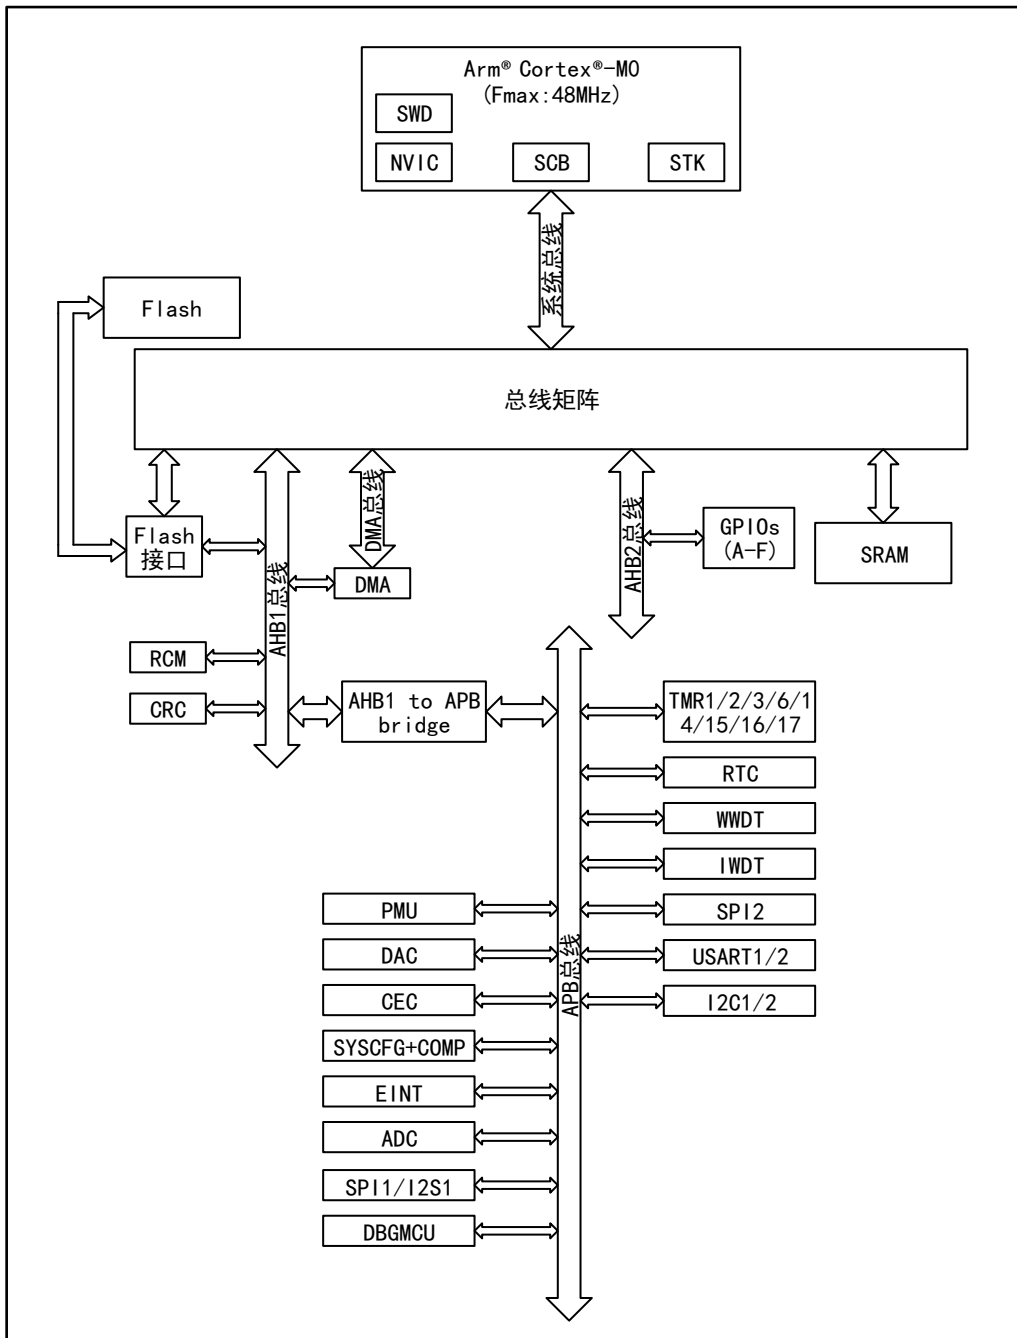 Arm® Cortex®-M0
(Fmax:48MHz)
SWD
NVIC
SCB
STK
系统总线
Flash
总线矩阵
DMA总线
AHB2总线
GPIOs
(A-F)
SRAM
Flash
接口
DMA
AHB1总线
RCM
CRC
AHB1 to APB
bridge
TMR1/2/3/6/1
4/15/16/17
RTC
WWDT
IWDT
PMU
SPI2
DAC
USART1/2
APB总线
CEC
I2C1/2
SYSCFG+COMP
EINT
ADC
SPI1/I2S1
DBGMCU